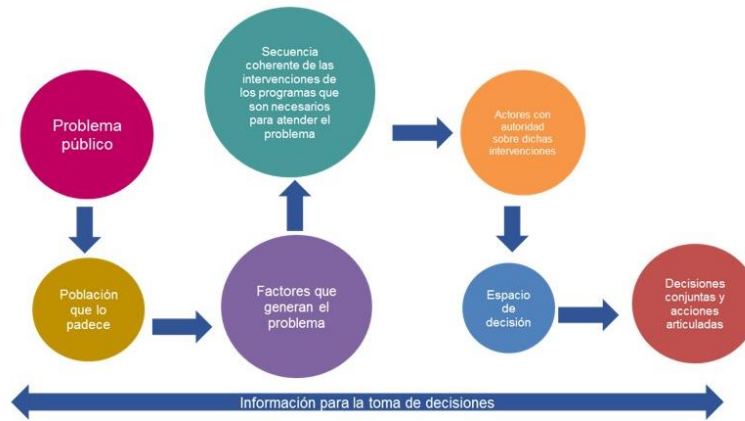 Problema
público
Población
que lo
padece
Factores que
generan el
problema
Secuencia
coherente de las
intervenciones de
los programas que
son necesarios
para atender el
problema
Actores con
autoridad
sobre dichas
intervenciones
Espacio
de
decisión
Decisiones
conjuntas y
acciones
articuladas
Información para la toma de decisiones